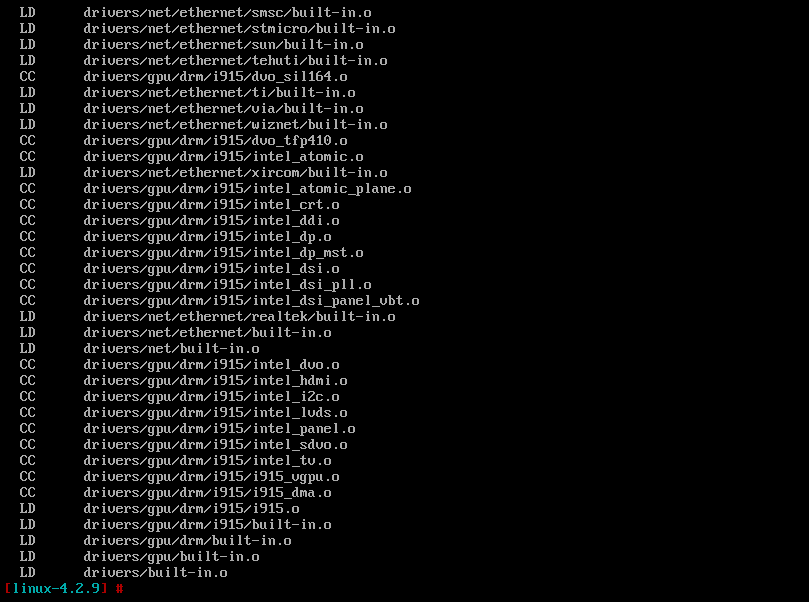 LD      drivers/net/ethernet/smsc/built-in.o
LD      drivers/net/ethernet/stmicro/built-in.o
LD      drivers/net/ethernet/sun/built-in.o
LD      drivers/net/ethernet/tehuti/built-in.o
CC      drivers/gpu/drm/i915/dvo_sil164.o
LD      drivers/net/ethernet/ti/built-in.o
LD      drivers/net/ethernet/via/built-in.o
LD      drivers/net/ethernet/wiznet/built-in.o
CC      drivers/gpu/drm/i915/dvo_tfp410.o
CC      drivers/gpu/drm/i915/intel_atomic.o
LD      drivers/net/ethernet/xircom/built-in.o
CC      drivers/gpu/drm/i915/intel_atomic_plane.o
CC      drivers/gpu/drm/i915/intel_crt.o
CC      drivers/gpu/drm/i915/intel_ddi.o
CC      drivers/gpu/drm/i915/intel_dp.o
CC      drivers/gpu/drm/i915/intel_dp_mst.o
CC      drivers/gpu/drm/i915/intel_dsi.o
CC      drivers/gpu/drm/i915/intel_dsi_pll.o
CC      drivers/gpu/drm/i915/intel_dsi_panel_vbt.o
LD      drivers/net/ethernet/realtek/built-in.o
LD      drivers/net/ethernet/built-in.o
LD      drivers/net/built-in.o
CC      drivers/gpu/drm/i915/intel_dvo.o
CC      drivers/gpu/drm/i915/intel_hdmi.o
CC      drivers/gpu/drm/i915/intel_i2c.o
CC      drivers/gpu/drm/i915/intel_lvds.o
CC      drivers/gpu/drm/i915/intel_panel.o
CC      drivers/gpu/drm/i915/intel_sdvo.o
CC      drivers/gpu/drm/i915/intel_tv.o
CC      drivers/gpu/drm/i915/i915_vgpu.o
CC      drivers/gpu/drm/i915/i915_dma.o
LD      drivers/gpu/drm/i915/i915.o
LD      drivers/gpu/drm/i915/built-in.o
LD      drivers/gpu/drm/built-in.o
LD      drivers/gpu/built-in.o
LD      drivers/built-in.o
[linux-4.2.9] #